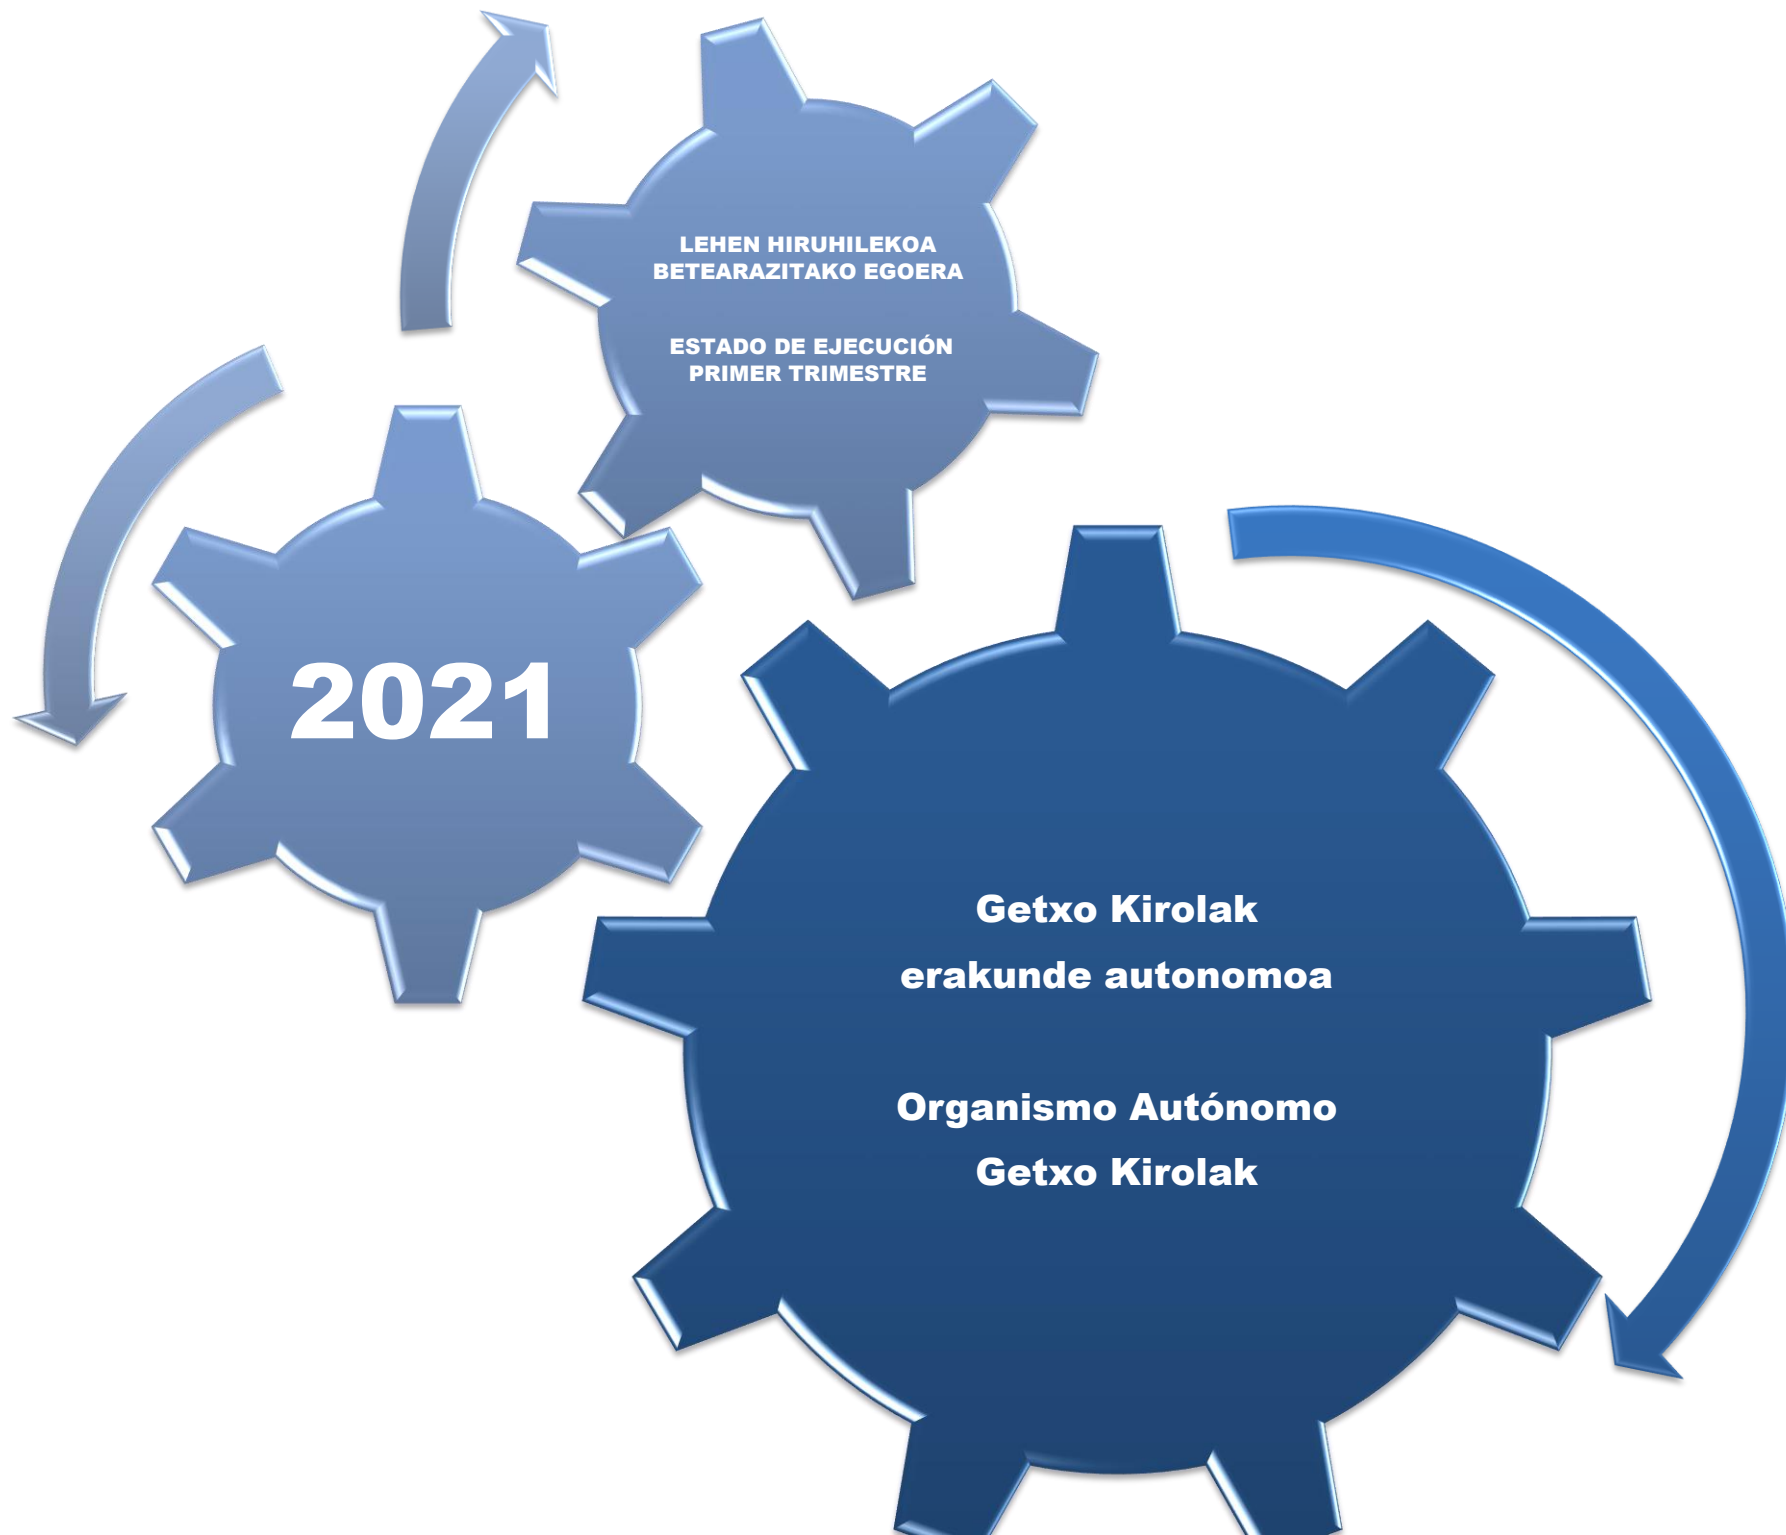 LEHEN HIRUHILEKOA
BETEARAZITAKO EGOERA
ESTADO DE EJECUCIÓN
PRIMER TRIMESTRE
2021
Getxo Kirolak
erakunde autonomoa
Organismo Autónomo
Getxo Kirolak